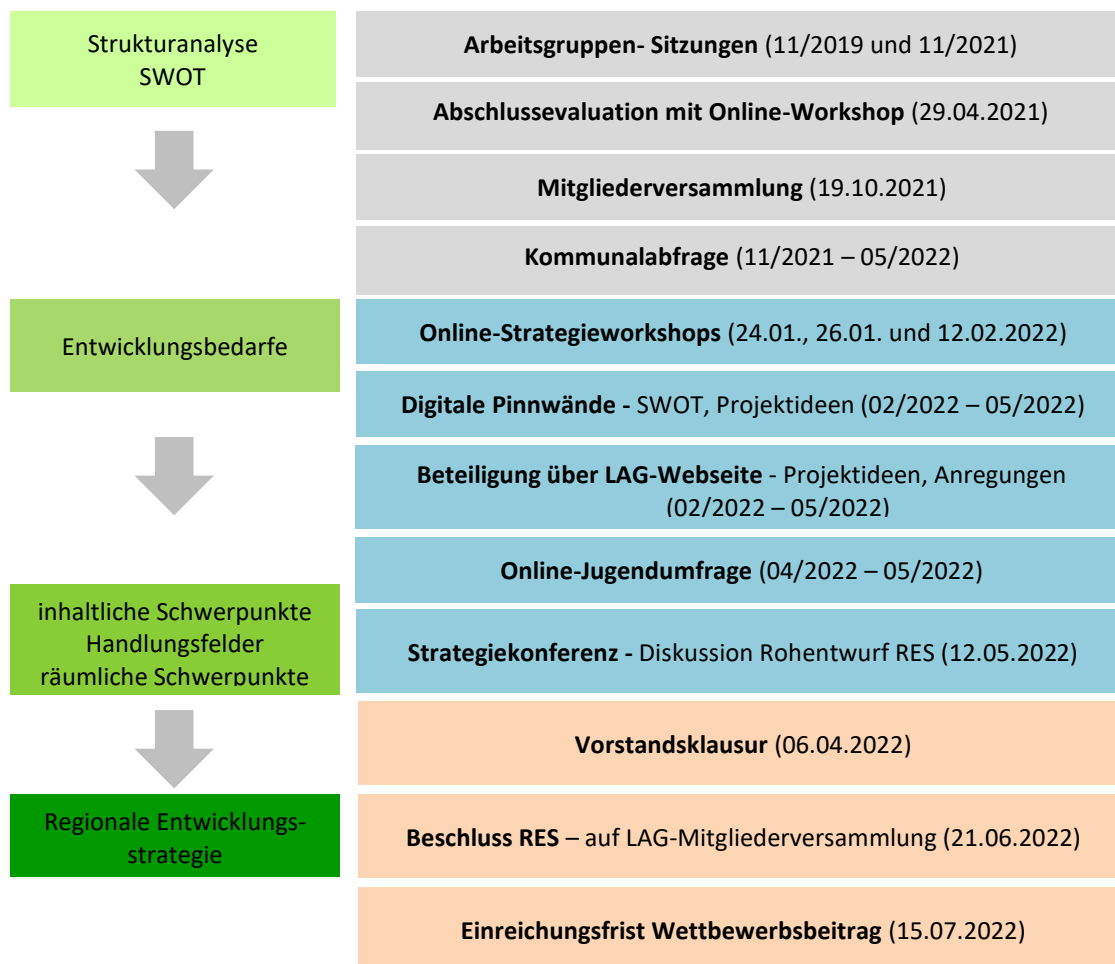 Strukturanalyse
SWOT
Arbeitsgruppen- Sitzungen (11/2019 und 11/2021)
Abschlussevaluation mit Online-Workshop (29.04.2021)
Mitgliederversammlung (19.10.2021)
Kommunalabfrage (11/2021 – 05/2022)
Entwicklungsbedarfe
Online-Strategieworkshops (24.01., 26.01. und 12.02.2022)
Digitale Pinnwände - SWOT, Projektideen (02/2022 – 05/2022)
Beteiligung über LAG-Webseite - Projektideen, Anregungen
(02/2022 – 05/2022)
Online-Jugendumfrage (04/2022 – 05/2022)
inhaltliche Schwerpunkte
Handlungsfelder
räumliche Schwerpunkte
Strategiekonferenz - Diskussion Rohentwurf RES (12.05.2022)
Vorstandsklausur (06.04.2022)
Regionale Entwicklungs-
strategie
Beschluss RES – auf LAG-Mitgliederversammlung (21.06.2022)
Einreichungsfrist Wettbewerbsbeitrag (15.07.2022)